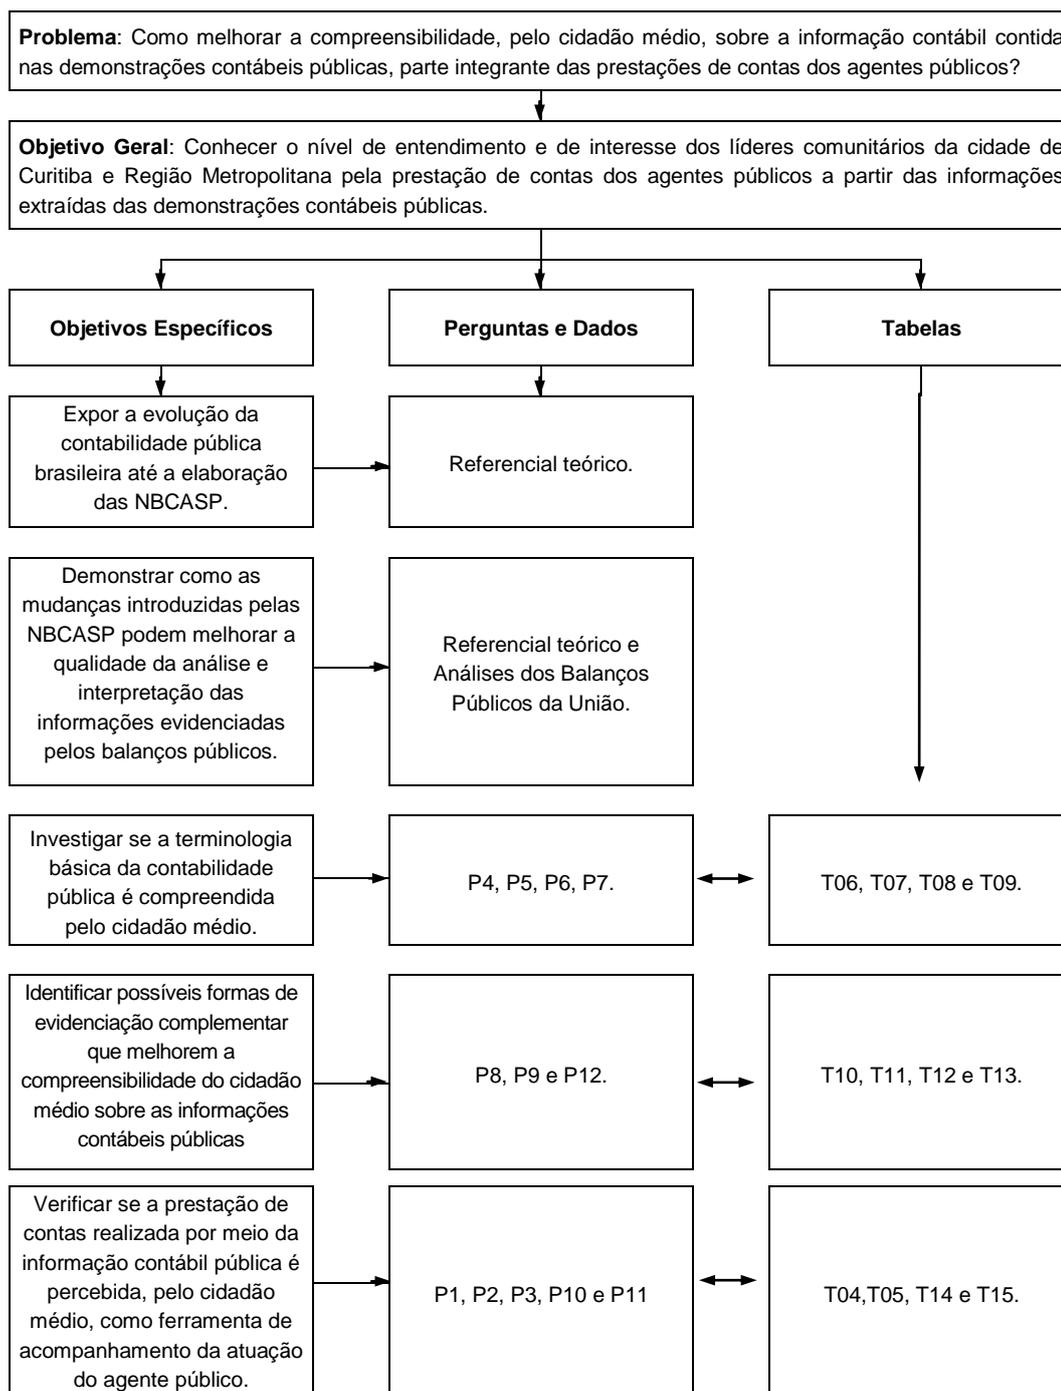 Problema: Como melhorar a compreensibilidade, pelo cidadão médio, sobre a informação contábil contida
nas demonstrações contábeis públicas, parte integrante das prestações de contas dos agentes públicos?
Objetivo Geral: Conhecer o nível de entendimento e de interesse dos líderes comunitários da cidade de
Curitiba e Região Metropolitana pela prestação de contas dos agentes públicos a partir das informações
extraídas das demonstrações contábeis públicas.
Objetivos Específicos
Perguntas e Dados
Tabelas
Expor a evolução da
contabilidade pública
brasileira até a elaboração
das NBCASP.
Referencial teórico.
Demonstrar como as
mudanças introduzidas pelas
NBCASP podem melhorar a
qualidade da análise e
interpretação das
informações evidenciadas
pelos balanços públicos.
Referencial teórico e
Análises dos Balanços
Públicos da União.
Investigar se a terminologia
básica da contabilidade
pública é compreendida
pelo cidadão médio.
P4, P5, P6, P7.
T06, T07, T08 e T09.
Identificar possíveis formas de
evidenciação complementar
que melhorem a
compreensibilidade do cidadão
médio sobre as informações
contábeis públicas
P8, P9 e P12.
T10, T11, T12 e T13.
Verificar se a prestação de
contas realizada por meio da
informação contábil pública é
percebida, pelo cidadão
médio, como ferramenta de
acompanhamento da atuação
do agente público.
P1, P2, P3, P10 e P11
T04,T05, T14 e T15.